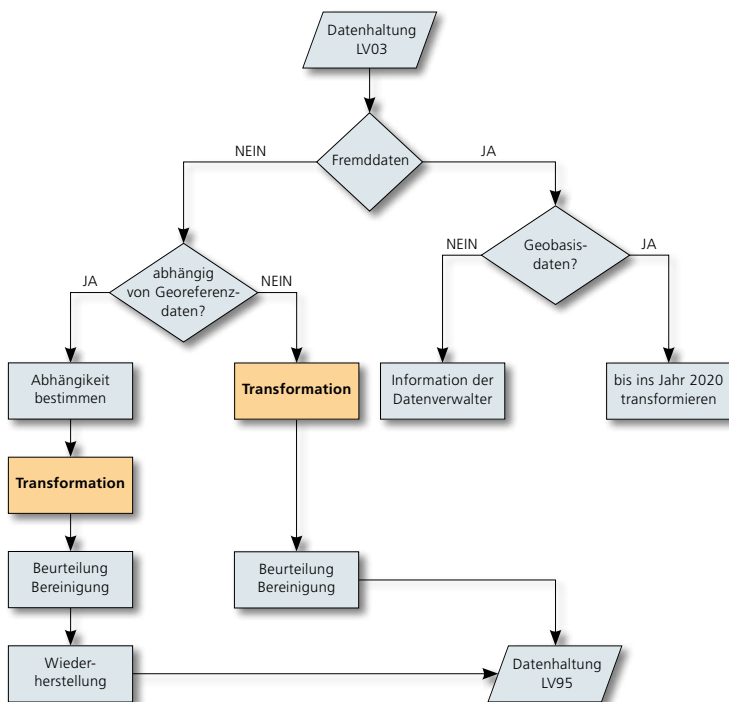 Datenhaltung
LV03
Fremddaten
NEIN
JA
abhängig
von Georeferenz-
daten?
JA
NEIN
Geobasis-
daten?
NEIN
JA
Abhängikeit
bestimmen
Transformation
Information der
Datenverwalter
bis ins Jahr 2020
transformieren
Transformation
Beurteilung
Bereinigung
Beurteilung
Bereinigung
Wieder-
herstellung
Datenhaltung
LV95